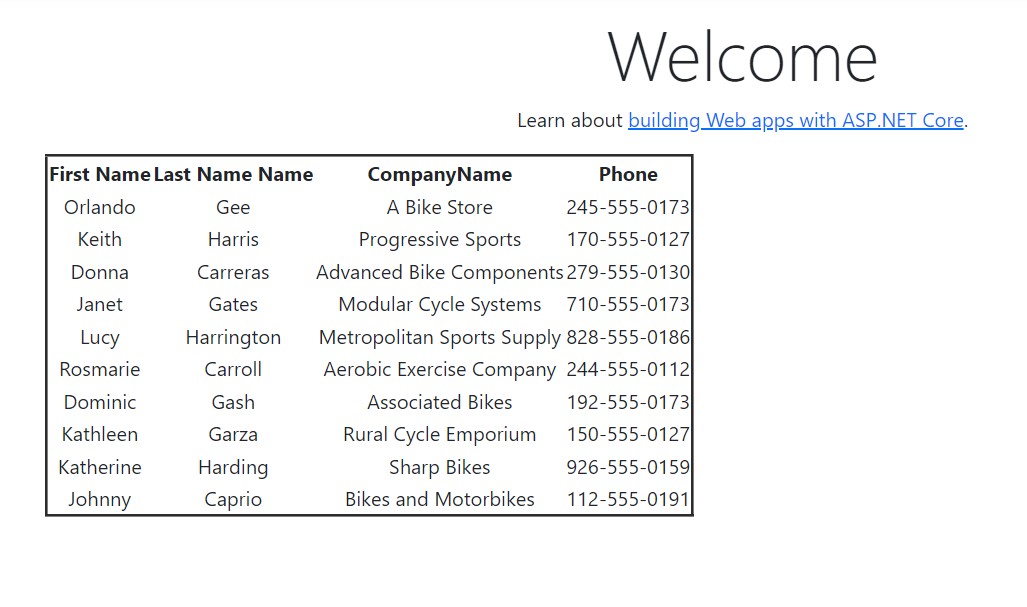 Welcome
Learn about building Web apps with ASP.NET Core.
First Name Last Name Name CompanyName Phone
Orlando Gee A Bike Store 245-555-0173
Keith Harris Progressive Sports 170-555-0127
Donna Carreras Advanced Bike Components 279-555-0130
Janet Gates Modular Cycle Systems 710-555-0173
Lucy Harrington Metropolitan Sports Supply 828-555-0186
Rosmarie Carroll Aerobic Exercise Company 244-555-0112
Dominic Gash Associated Bikes 192-555-0173
Kathleen Garza Rural Cycle Emporium 150-555-0127
Katherine Harding Sharp Bikes 926-555-0159
Johnny Caprio Bikes and Motorbikes 112-555-0191